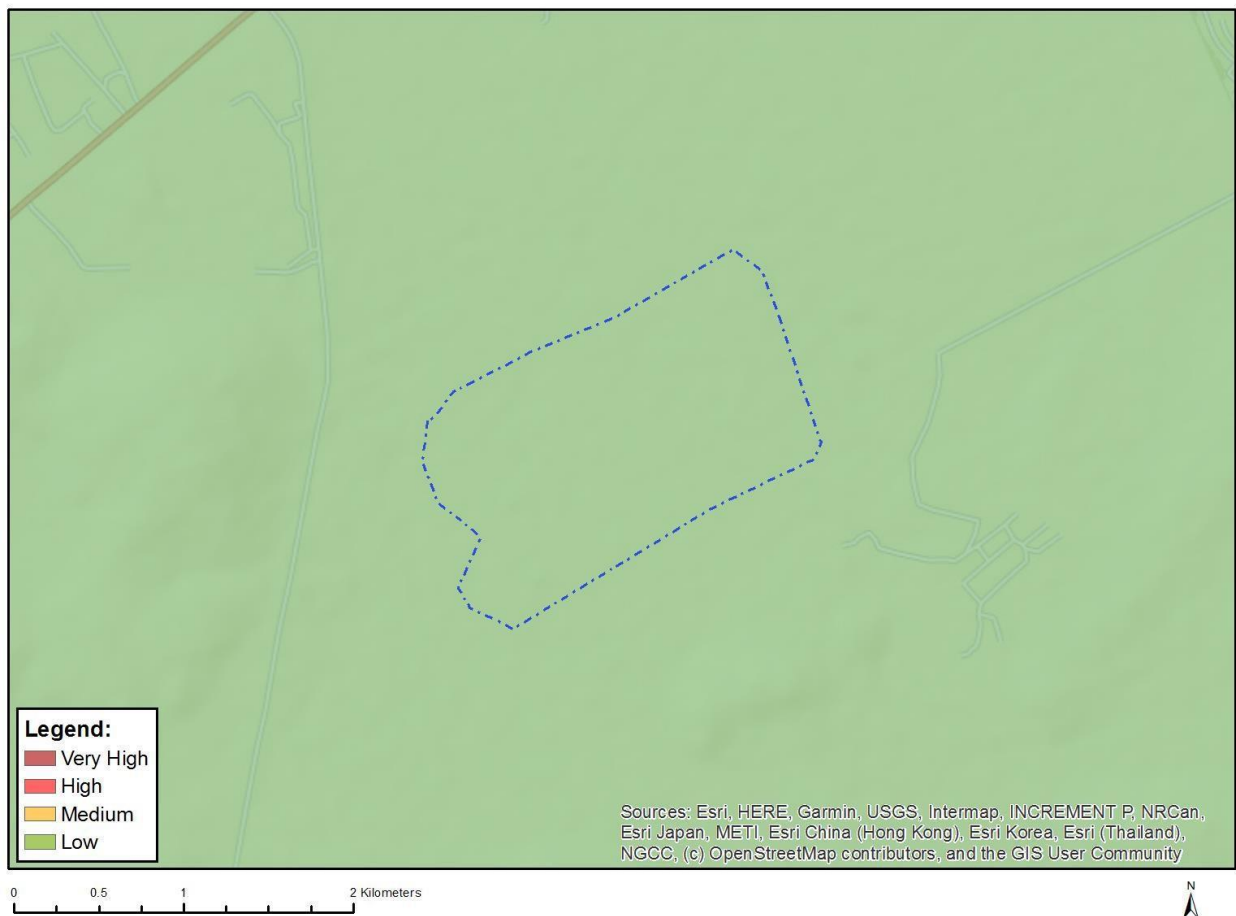 Legend:
Very High
High
Medium
Low
Sources: Esri, HERE, Garmin, USGS, Intermap, INCREMENT P, NRCan,
Esri Japan, METI, Esri China (Hong Kong), Esri Korea, Esri (Thailand),
NGCC, (c) OpenStreetMap contributors, and the GIS User Community
0 0.5 1 2 Kilometers
N